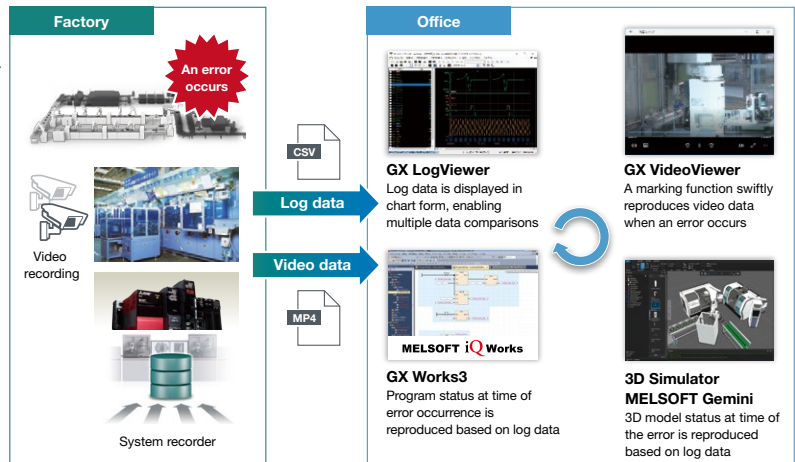 Factory
An error
occurs
Video
recording
System recorder
CSV
Log data
Video data
MP4
Office
GX LogViewer
Log data is displayed in
chart form, enabling
multiple data comparisons
GX VideoViewer
A marking function swiftly
reproduces video data
when an error occurs
MELSOFT iQ Works
GX Works3
Program status at time of
error occurrence is
reproduced based on log data
3D Simulator
MELSOFT Gemini
3D model status at time of
the error is reproduced
based on log data